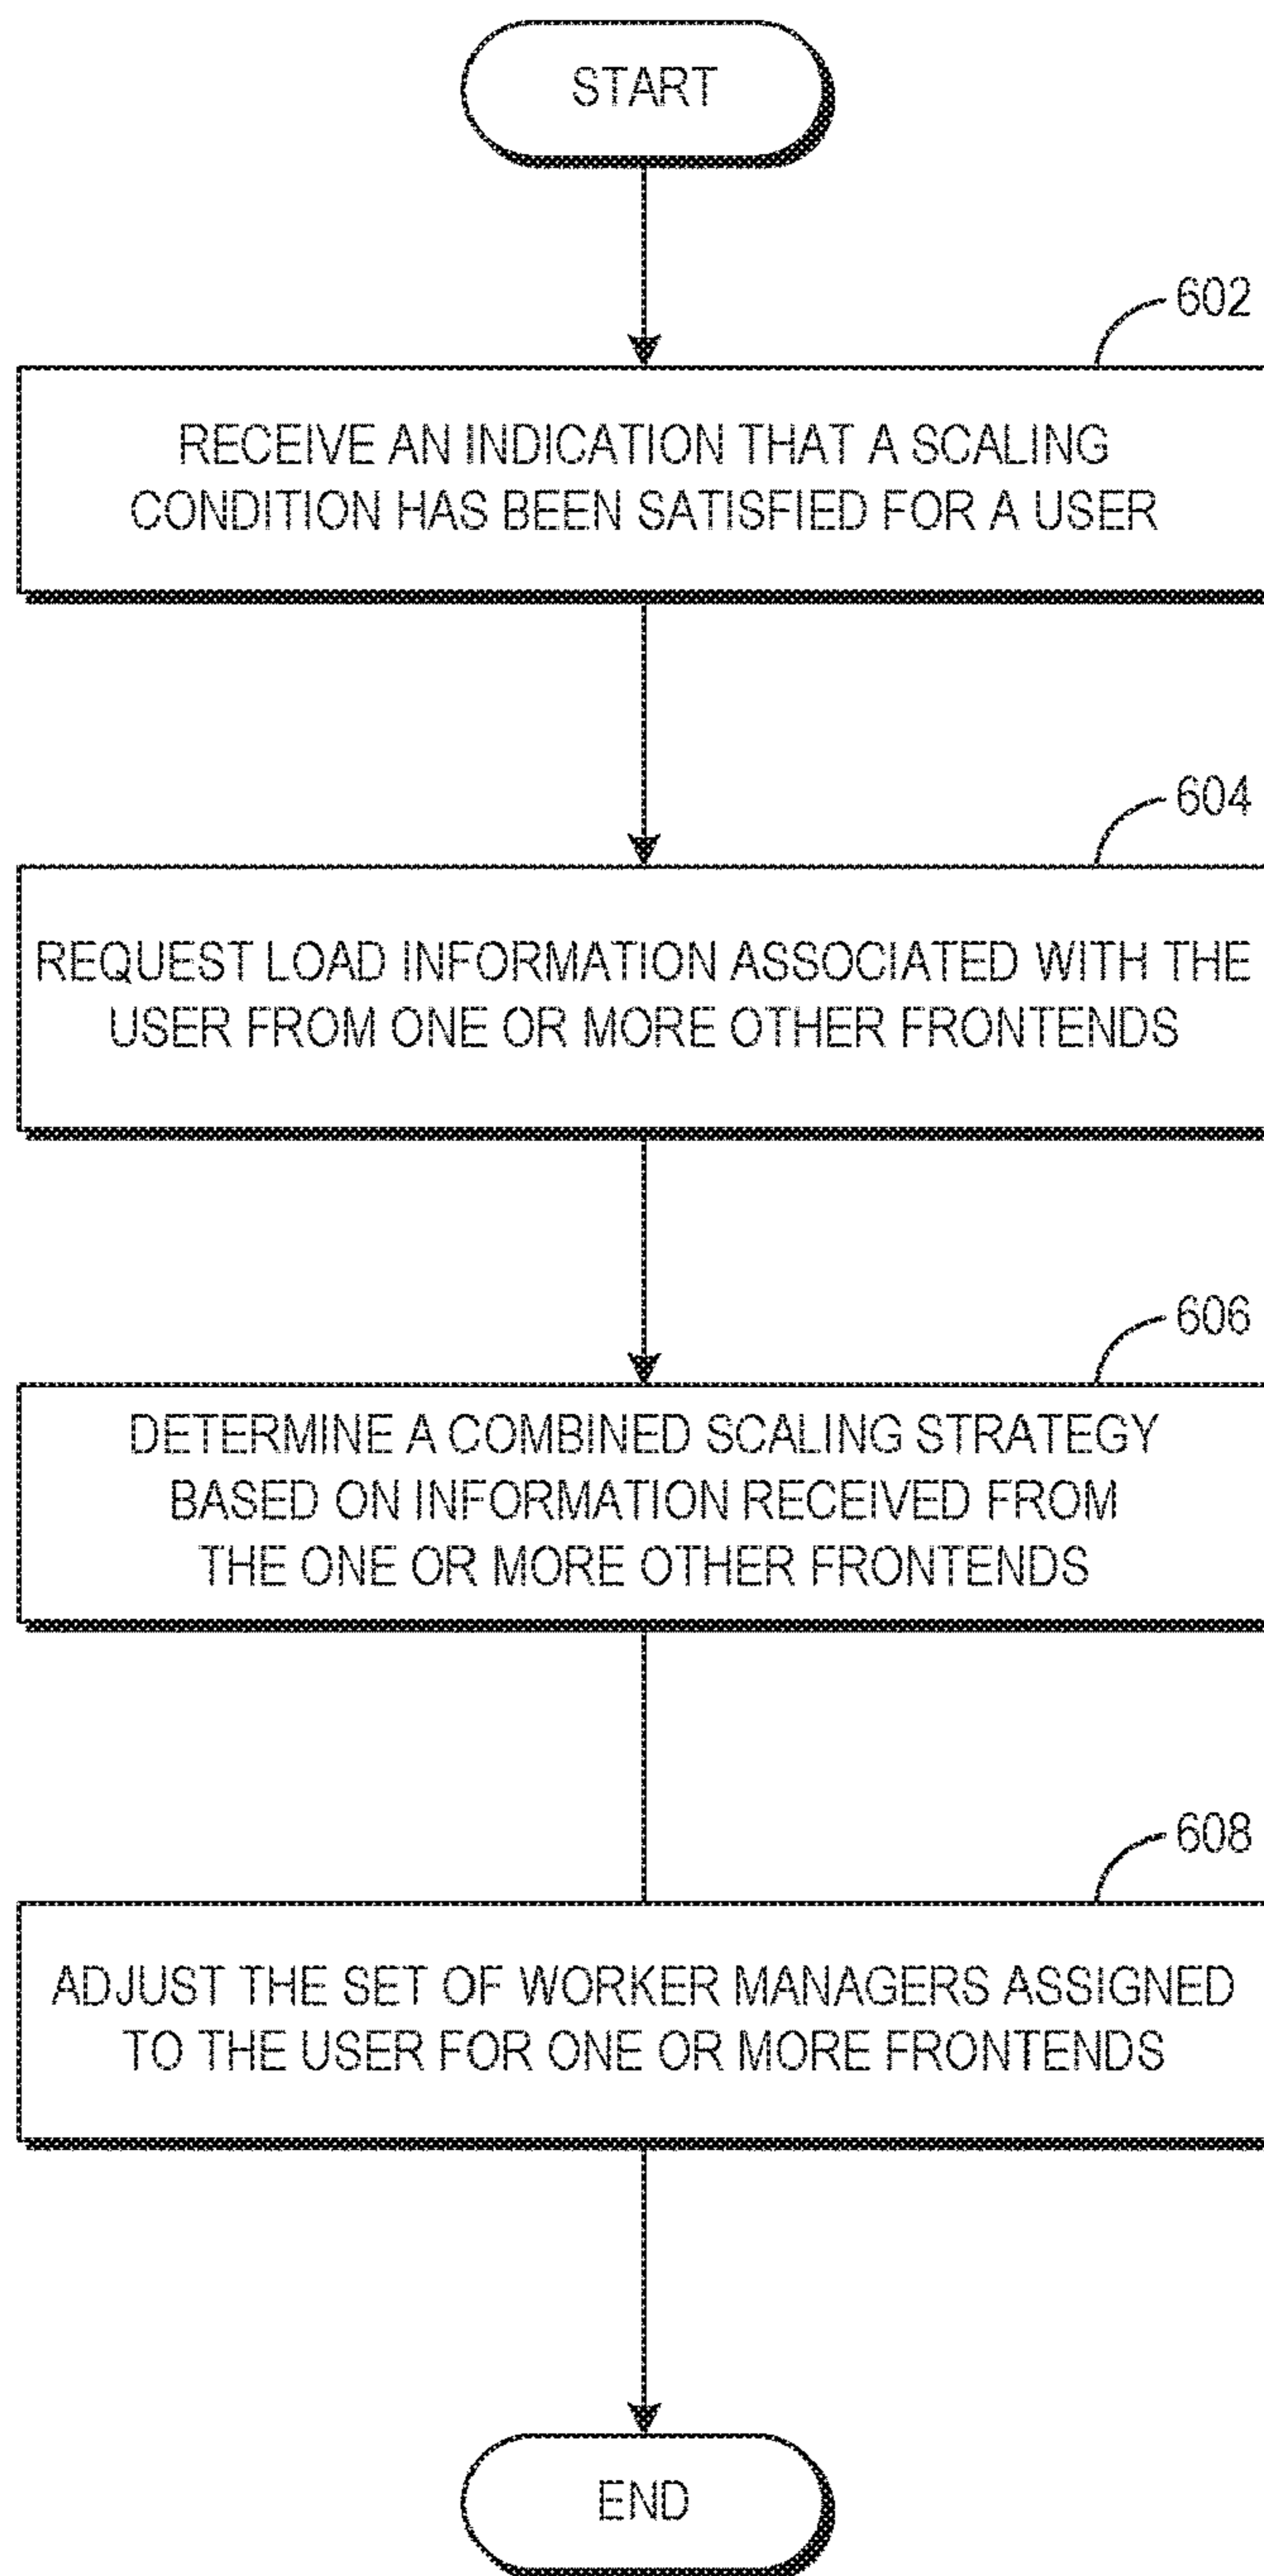 START
602
RECEIVE AN INDICATION THAT A SCALING
CONDITION HAS BEEN SATISFIED FOR A USER
604
REQUEST LOAD INFORMATION ASSOCIATED WITH THE
USER FROM ONE OR MORE OTHER FRONTENDS
606
DETERMINE A COMBINED SCALING STRATEGY
BASED ON INFORMATION RECEIVED FROM
THE ONE OR MORE OTHER FRONTENDS
608
ADJUST THE SET OF WORKER MANAGERS ASSIGNED
TO THE USER FOR ONE OR MORE FRONTENDS
END